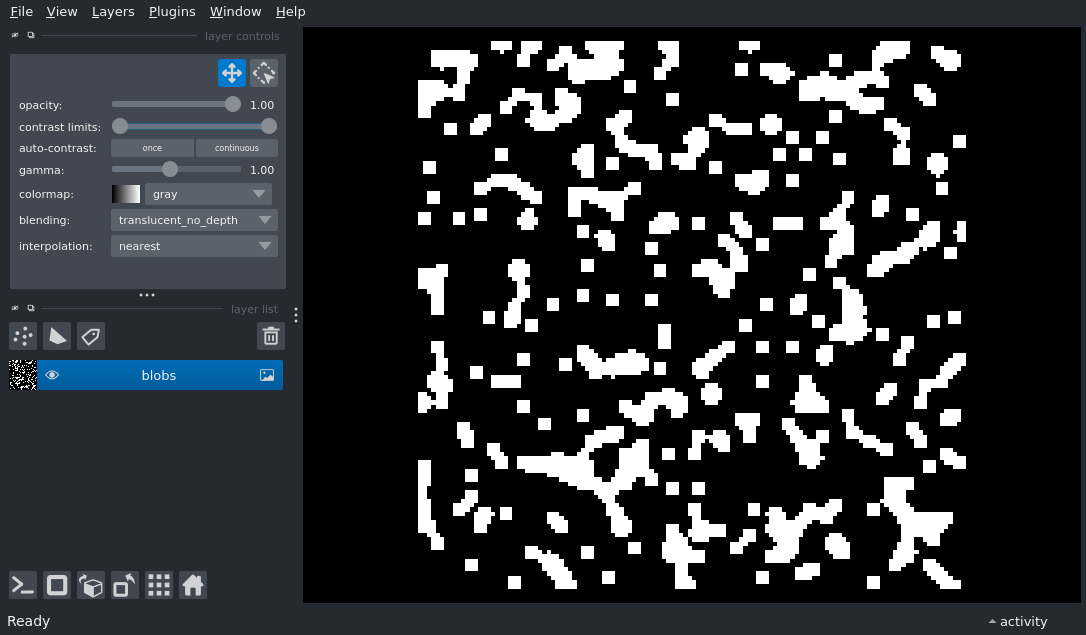 File View Layers Plugins Window Help
layer controls
opacity: 1.00
contrast limits:
auto-contrast: once continuous
gamma: 1.00
colormap: gray
blending: translucent_no_depth
interpolation: nearest
layer list
blobs
Ready activity